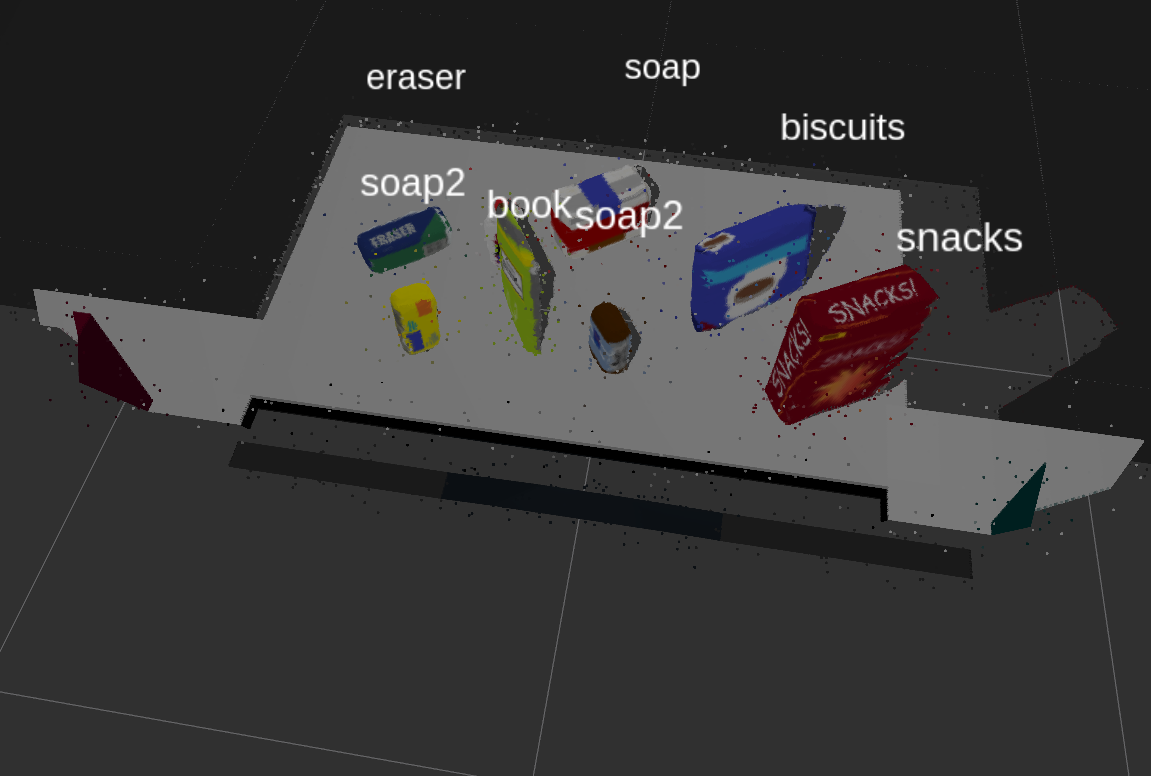 eraser
soap
biscuits
soap2
book
soap2
snacks
ERASER
SNACKS!
SNACKS!
SNACKS!